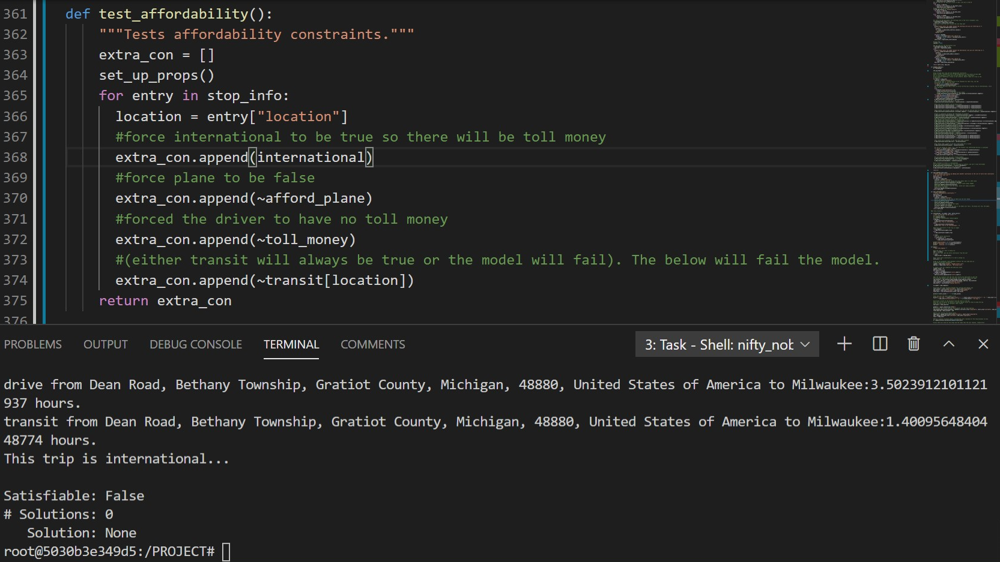 361 def test_affordability():
362 """Tests affordability constraints."""
363 extra_con = []
364 set_up_props()
365 for entry in stop_info:
366 location = entry["location"]
367 #force international to be true so there will be toll money
368 extra_con.append(international)
369 #force plane to be false
370 extra_con.append(~afford_plane)
371 #forced the driver to have no toll money
372 extra_con.append(~toll_money)
373 #(either transit will always be true or the model will fail). The below will fail the model.
374 extra_con.append(~transit[location])
375 return extra_con
376
PROBLEMS OUTPUT DEBUG CONSOLE TERMINAL COMMENTS 3: Task - Shell: nifty_nob
drive from Dean Road, Bethany Township, Gratiot County, Michigan, 48880, United States of America to Milwaukee:3.5023912101121
937 hours.
transit from Dean Road, Bethany Township, Gratiot County, Michigan, 48880, United States of America to Milwaukee:1.40095648404
48774 hours.
This trip is international...
Satisfiable: False
# Solutions: 0
Solution: None
root@5030b3e349d5:/PROJECT#